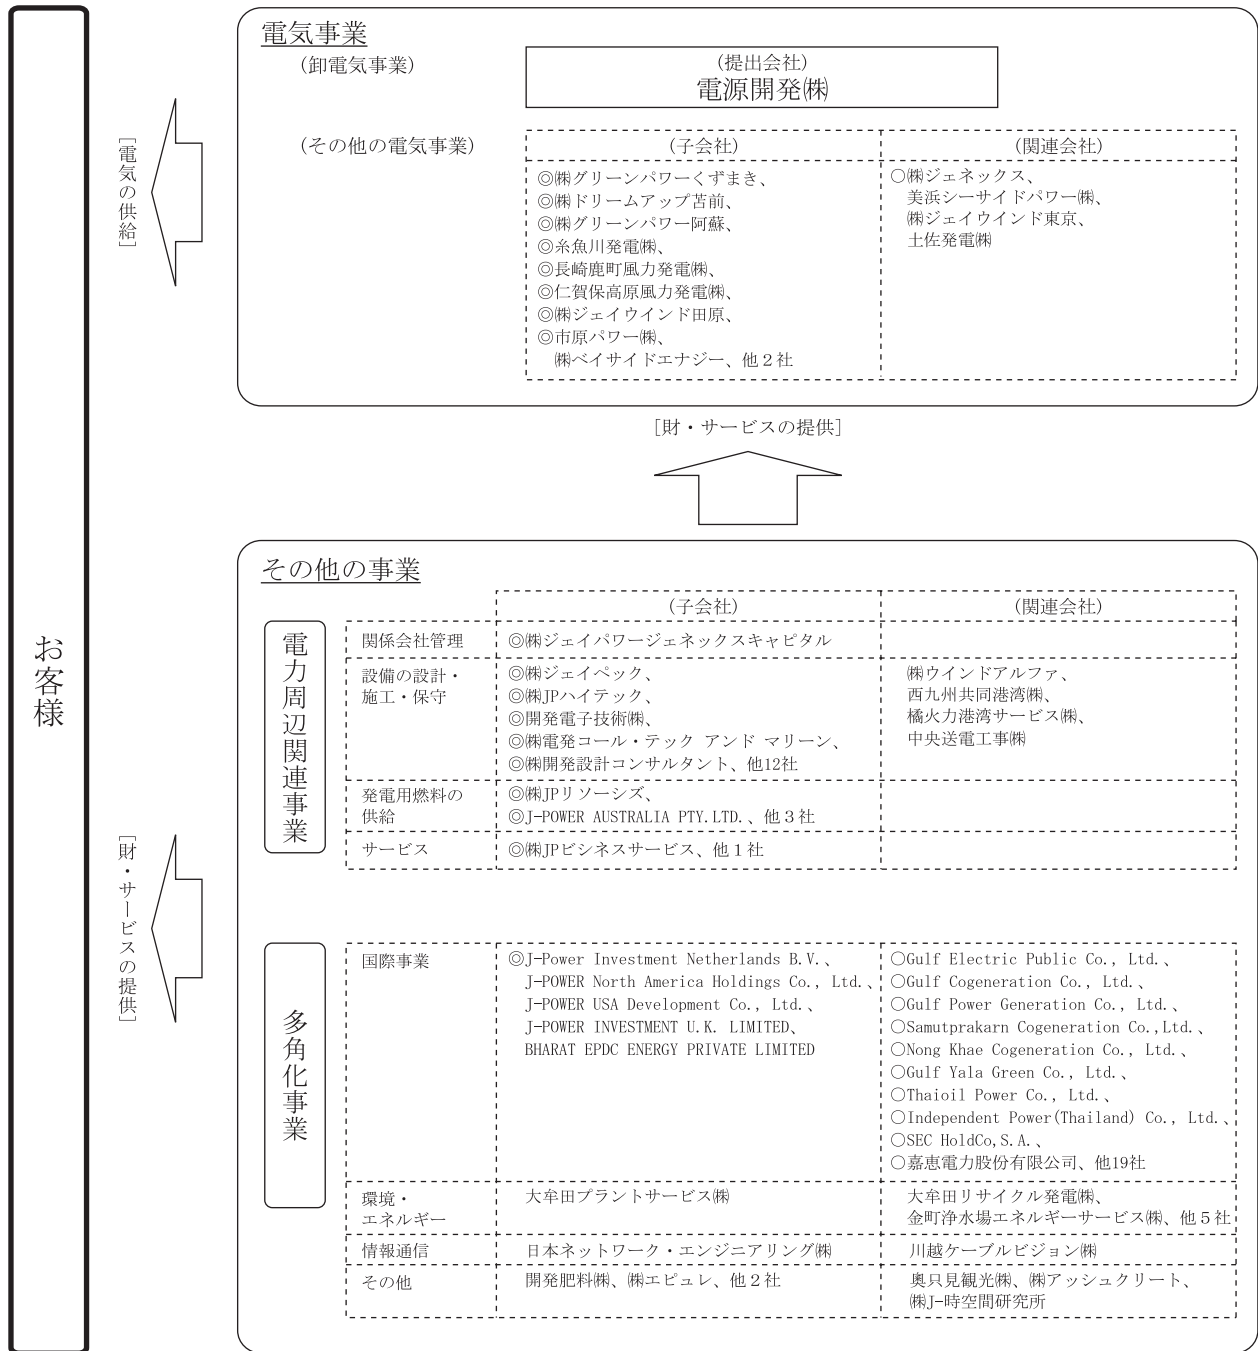 お客様
[電気の供給]
[財・サービスの提供]
電気事業
(卸電気事業)
(提出会社)
電源開発㈱
(その他の電気事業)
(子会社)
(関連会社)
◎㈱グリーンパワーくずまき、
◎㈱ドリームアップ苫前、
◎㈱グリーンパワー阿蘇、
◎糸魚川発電㈱、
◎長崎鹿町風力発電㈱、
◎仁賀保高原風力発電㈱、
◎㈱ジェイウインド田原、
◎市原パワー㈱、
㈱ベイサイドエナジー、他2社
○㈱ジェネックス、
美浜シーサイドパワー㈱、
㈱ジェイウインド東京、
土佐発電㈱
[財・サービスの提供]
その他の事業
(子会社)
(関連会社)
電力周辺関連事業
関係会社管理
◎㈱ジェイパワージェネックスキャピタル
設備の設計・
施工・保守
◎㈱ジェイペック、
◎㈱JPハイテック、
◎開発電子技術㈱、
◎㈱電発コール・テック アンド マリーン、
◎㈱開発設計コンサルタント、他12社
㈱ウインドアルファ、
西九州共同港湾㈱、
橘火力港湾サービス㈱、
中央送電工事㈱
発電用燃料の
供給
◎㈱JPリソーシズ、
◎J-POWER AUSTRALIA PTY.LTD.、他3社
サービス
◎㈱JPビジネスサービス、他1社
多角化事業
国際事業
◎J-Power Investment Netherlands B.V.、
J-POWER North America Holdings Co., Ltd.、
J-POWER USA Development Co., Ltd.、
J-POWER INVESTMENT U.K. LIMITED、
BHARAT EPDC ENERGY PRIVATE LIMITED
○Gulf Electric Public Co., Ltd.、
○Gulf Cogeneration Co., Ltd.、
○Gulf Power Generation Co., Ltd.、
○Samutprakarn Cogeneration Co.,Ltd.、
○Nong Khae Cogeneration Co., Ltd.、
○Gulf Yala Green Co., Ltd.、
○Thaioil Power Co., Ltd.、
○Independent Power(Thailand) Co., Ltd.、
○SEC HoldCo,S.A.、
○嘉恵電力股份有限公司、他19社
環境・
エネルギー
大牟田プラントサービス㈱
大牟田リサイクル発電㈱、
金町浄水場エネルギーサービス㈱、他5社
情報通信
日本ネットワーク・エンジニアリング㈱
川越ケーブルビジョン㈱
その他
開発肥料㈱、㈱エピュレ、他2社
奥只見観光㈱、㈱アッシュクリート、
㈱J-時空間研究所